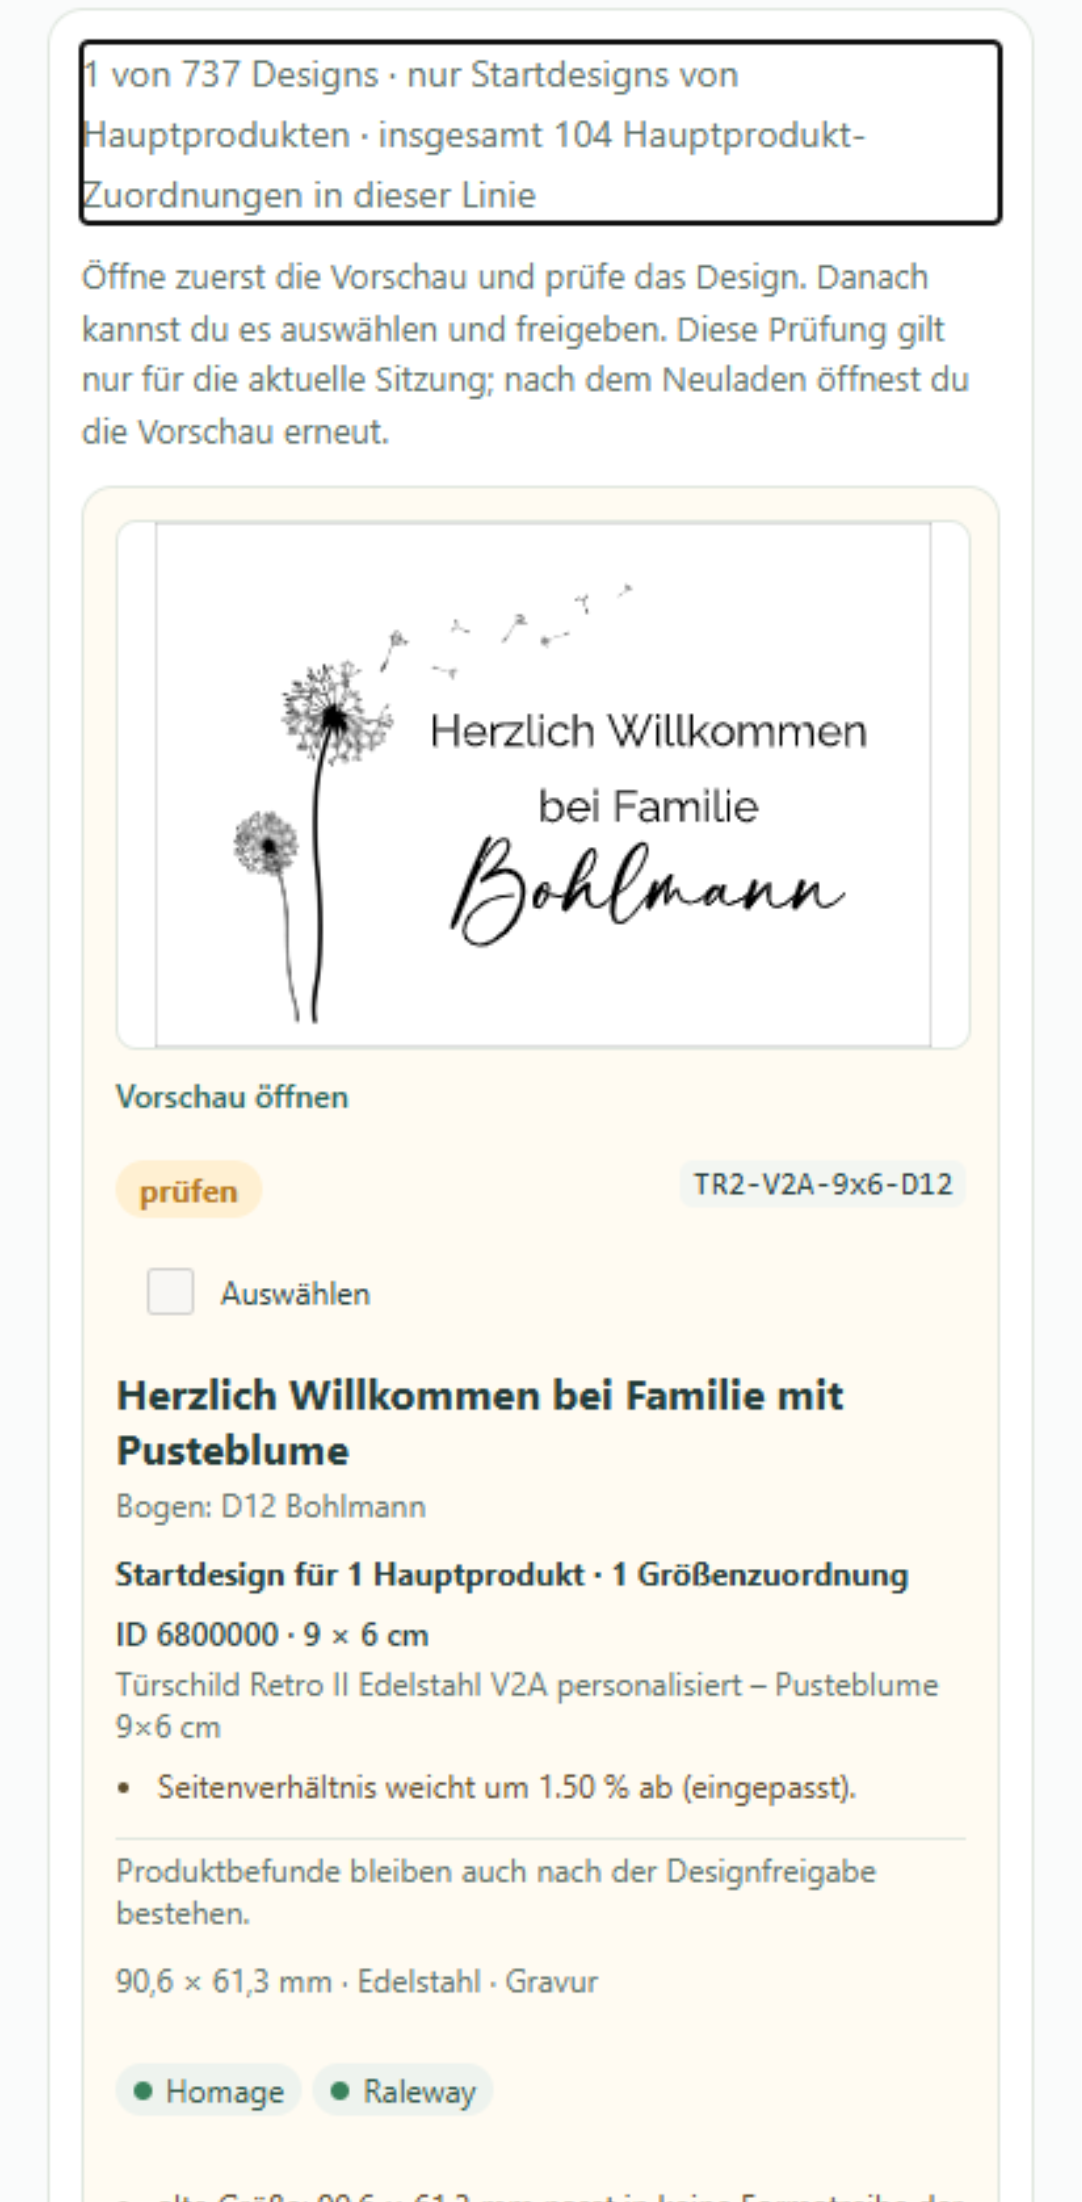 1 von 737 Designs · nur Startdesigns von
Hauptprodukten · insgesamt 104 Hauptprodukt-
Zuordnungen in dieser Linie
Öffne zuerst die Vorschau und prüfe das Design. Danach
kannst du es auswählen und freigeben. Diese Prüfung gilt
nur für die aktuelle Sitzung; nach dem Neuladen öffnest du
die Vorschau erneut.
Herzlich Willkommen
bei Familie
Bohlmann
Vorschau öffnen
prüfen
TR2-V2A-9x6-D12
Auswählen
Herzlich Willkommen bei Familie mit
Pusteblume
Bogen: D12 Bohlmann
Startdesign für 1 Hauptprodukt · 1 Größenzuordnung
ID 6800000 · 9 × 6 cm
Türschild Retro II Edelstahl V2A personalisiert – Pusteblume
9×6 cm
• Seitenverhältnis weicht um 1.50 % ab (eingepasst).
Produktbefunde bleiben auch nach der Designfreigabe
bestehen.
90,6 × 61,3 mm · Edelstahl · Gravur
Homage
Raleway